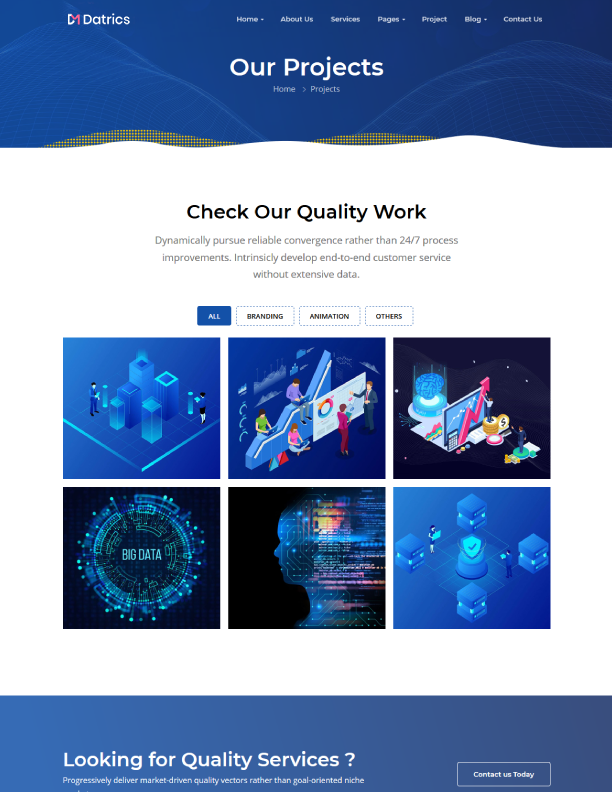 Datrics
Home About Us Services Pages Project Blog Contact Us
Our Projects
Home Projects
Check Our Quality Work
Dynamically pursue reliable convergence rather than 24/7 process
improvements. Intrinsicly develop end-to-end customer service
without extensive data.
ALL BRANDING ANIMATION OTHERS
BIG DATA
Looking for Quality Services ?
Progressively deliver market-driven quality vectors rather than goal-oriented niche
Contact us Today